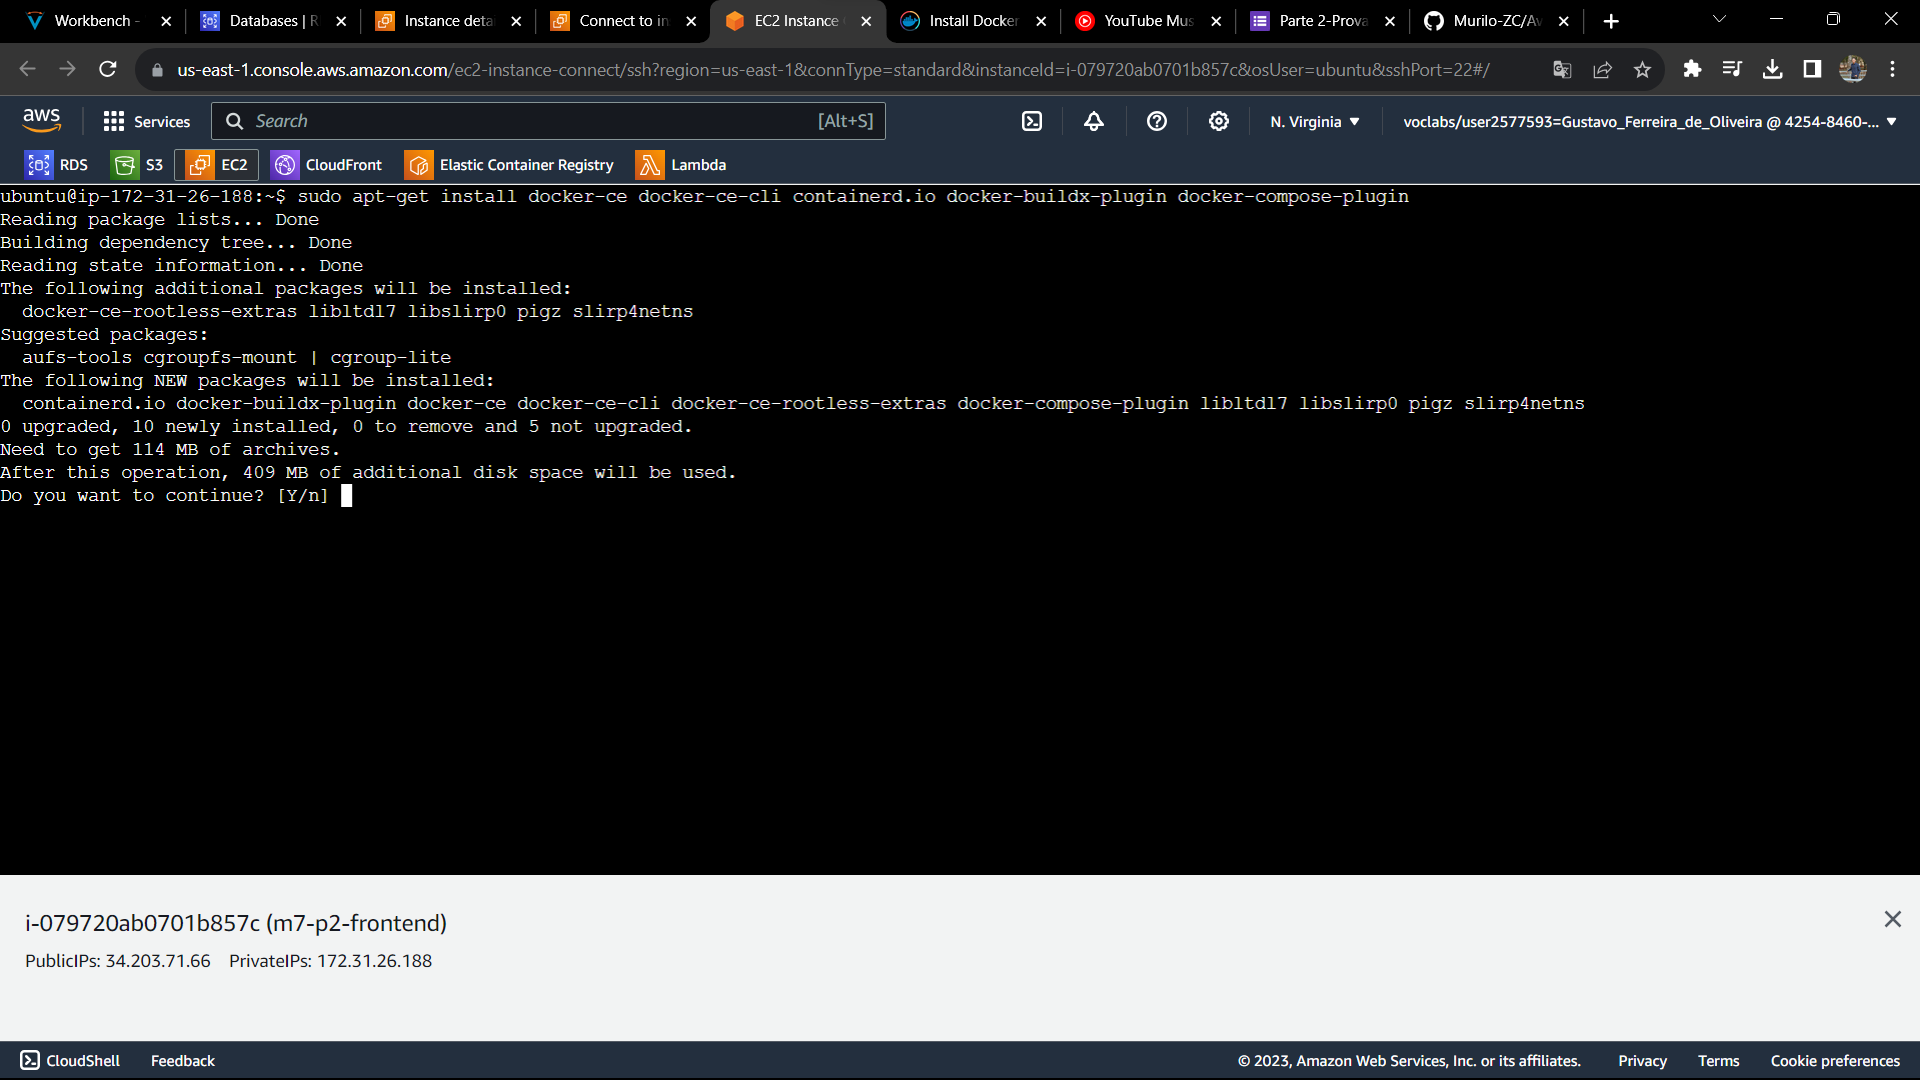 Workbench - Databases | R Instance detai Connect to in EC2 Instance Install Docker YouTube Mus Parte 2-Prova Murilo-ZC/Av
us-east-1.console.aws.amazon.com/ec2-instance-connect/ssh?region=us-east-1&connType=standard&instanceId=i-079720ab0701b857c&osUser=ubuntu&sshPort=22#/
aws Services Search [Alt+S] N. Virginia voclabs/user2577593=Gustavo_Ferreira_de_Oliveira @ 4254-8460-...
RDS S3 EC2 CloudFront Elastic Container Registry Lambda
ubuntu@ip-172-31-26-188:~$ sudo apt-get install docker-ce docker-ce-cli containerd.io docker-buildx-plugin docker-compose-plugin
Reading package lists... Done
Building dependency tree... Done
Reading state information... Done
The following additional packages will be installed:
  docker-ce-rootless-extras libltdl7 libslirp0 pigz slirp4netns
Suggested packages:
  aufs-tools cgroupfs-mount | cgroup-lite
The following NEW packages will be installed:
  containerd.io docker-buildx-plugin docker-ce docker-ce-cli docker-ce-rootless-extras docker-compose-plugin libltdl7 libslirp0 pigz slirp4netns
0 upgraded, 10 newly installed, 0 to remove and 5 not upgraded.
Need to get 114 MB of archives.
After this operation, 409 MB of additional disk space will be used.
Do you want to continue? [Y/n]
i-079720ab0701b857c (m7-p2-frontend)
PublicIPs: 34.203.71.66 PrivateIPs: 172.31.26.188
CloudShell Feedback © 2023, Amazon Web Services, Inc. or its affiliates. Privacy Terms Cookie preferences